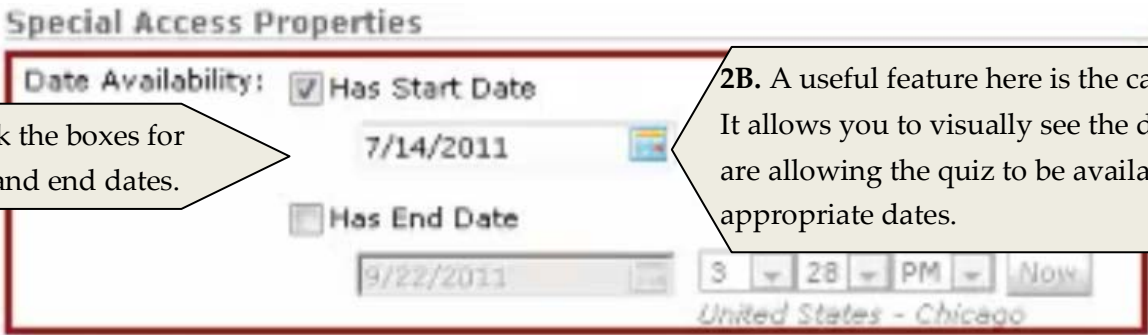 Special Access Properties
Date Availability: Has Start Date
7/14/2011
the boxes for
and end dates.
2B. A useful feature here is the
It allows you to visually see the
are allowing the quiz to be
appropriate dates.
Has End Date
9/22/2011 3 28 PM Now
United States - Chicago